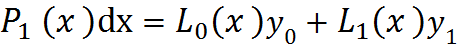 P₁ (x)dx = L₀(x)y₀ + L₁(x)y₁